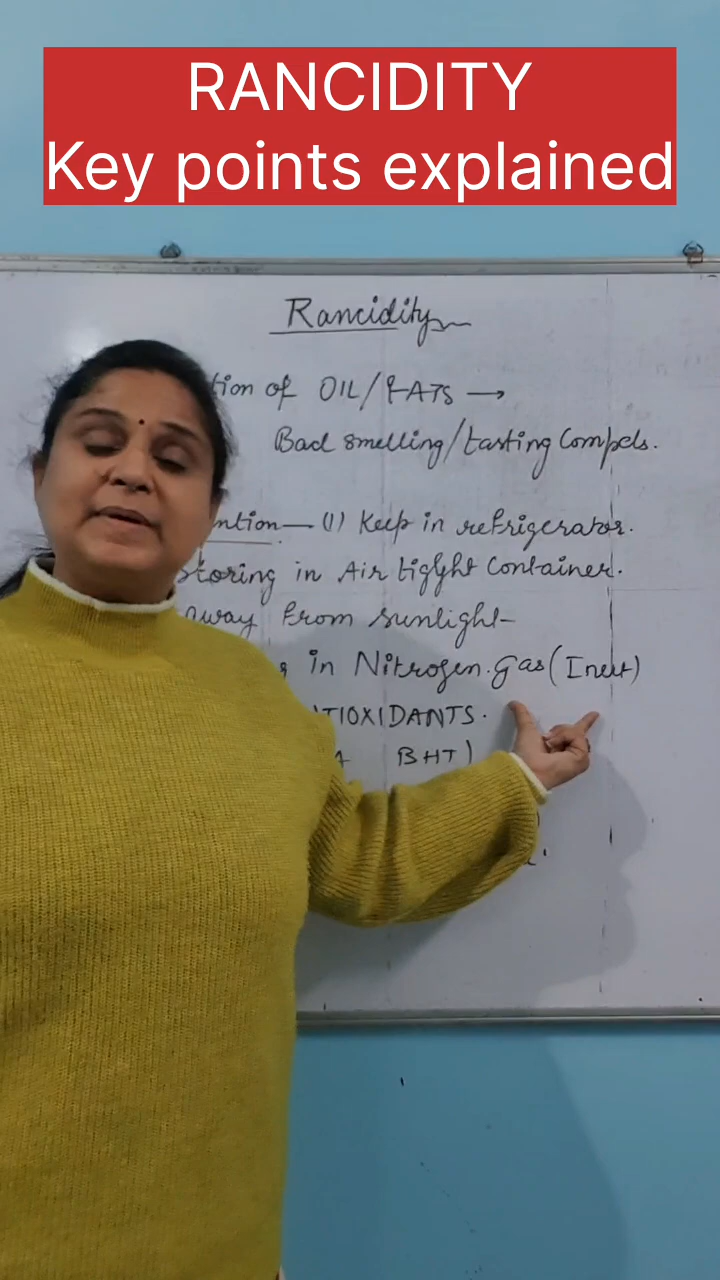 RANCIDITY
Key points explained
Rancidity
tion of OIL/FATS →
Bad smelling/tasting Compds.
ntion — (1) Keep in refrigerator.
Storing in Air tight Container.
away from sunlight-
in Nitrogen gas (Inert)
TIOXIDANTS.
BHT)